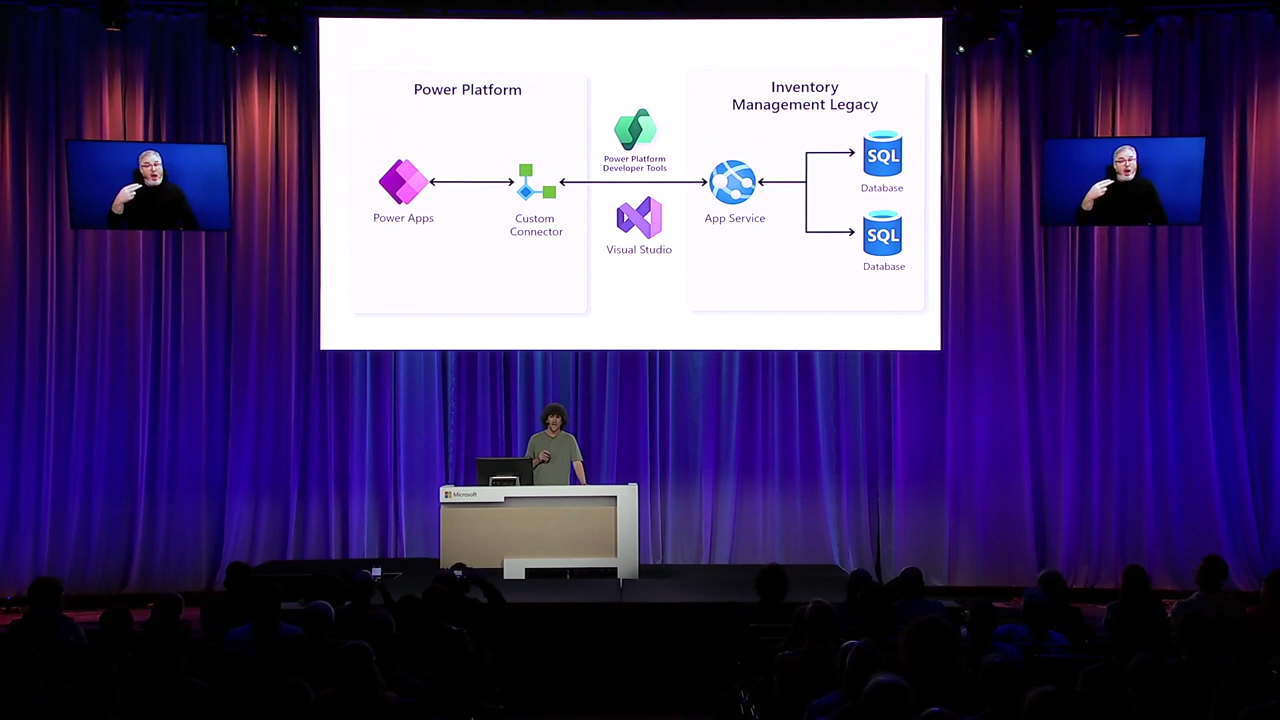 Power Platform
Inventory
Management Legacy
Power Platform
Developer Tools
SQL
Database
Power Apps
Custom
Connector
Visual Studio
App Service
SQL
Database
Microsoft